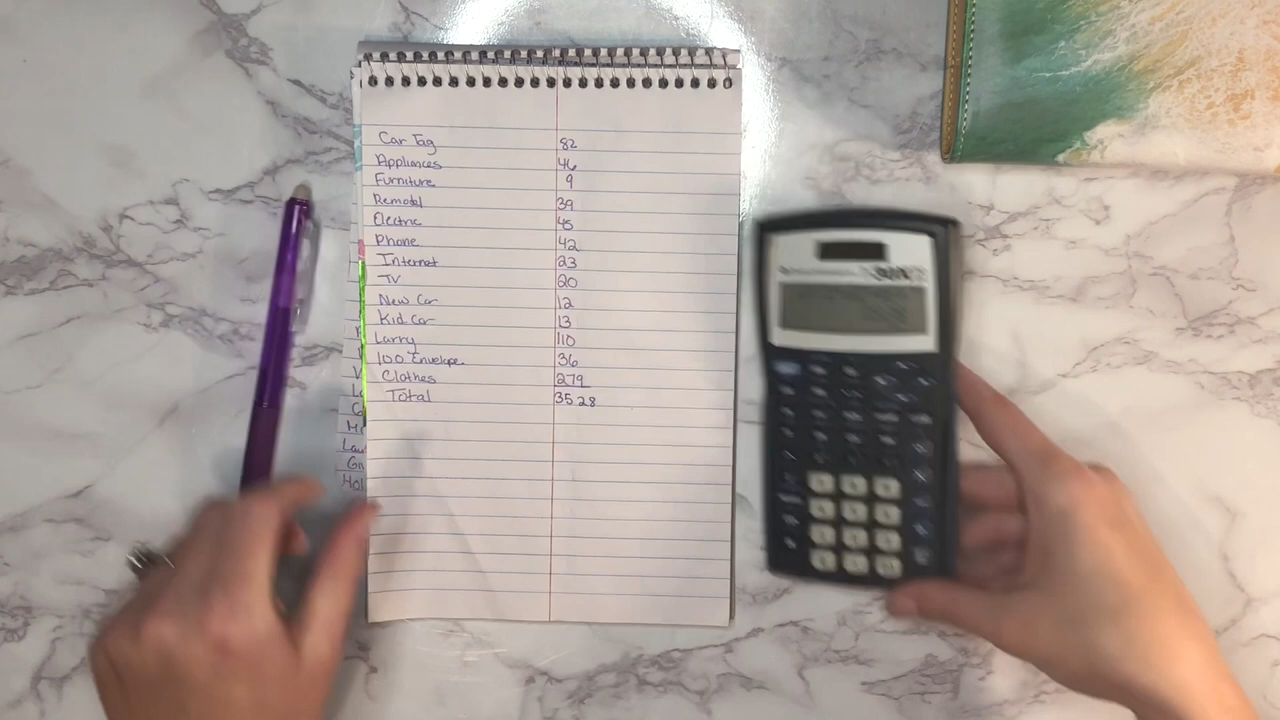 Car Tag 82
Appliances 46
Furniture 9
Remodel 39
Electric 45
Phone 42
Internet 23
TV 20
New Car 12
Kid Car 13
Larry 110
100 Envelope 36
Clothes 279
Total 3528